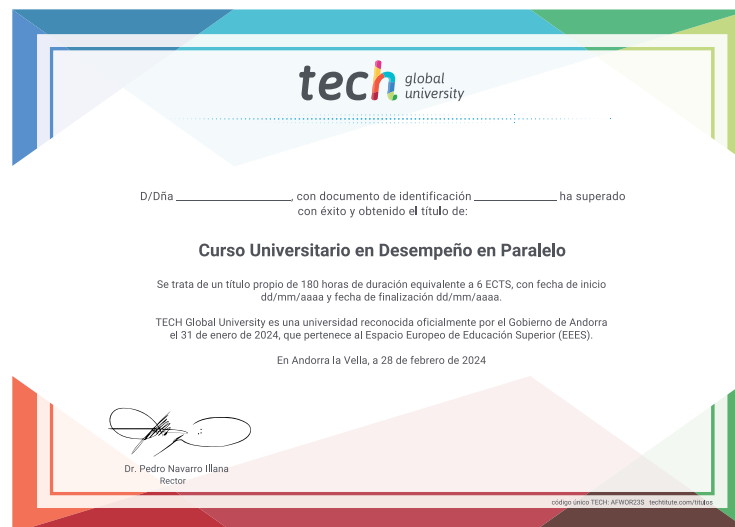 tech global university
D/Dña ____________________, con documento de identificación ______________ ha superado
con éxito y obtenido el título de:
Curso Universitario en Desempeño en Paralelo
Se trata de un título propio de 180 horas de duración equivalente a 6 ECTS, con fecha de inicio
dd/mm/aaaa y fecha de finalización dd/mm/aaaa.
TECH Global University es una universidad reconocida oficialmente por el Gobierno de Andorra
el 31 de enero de 2024, que pertenece al Espacio Europeo de Educación Superior (EEES).
En Andorra la Vella, a 28 de febrero de 2024
Dr. Pedro Navarro Illana
Rector
código único TECH: AFWOR23S techtitute.com/titulos